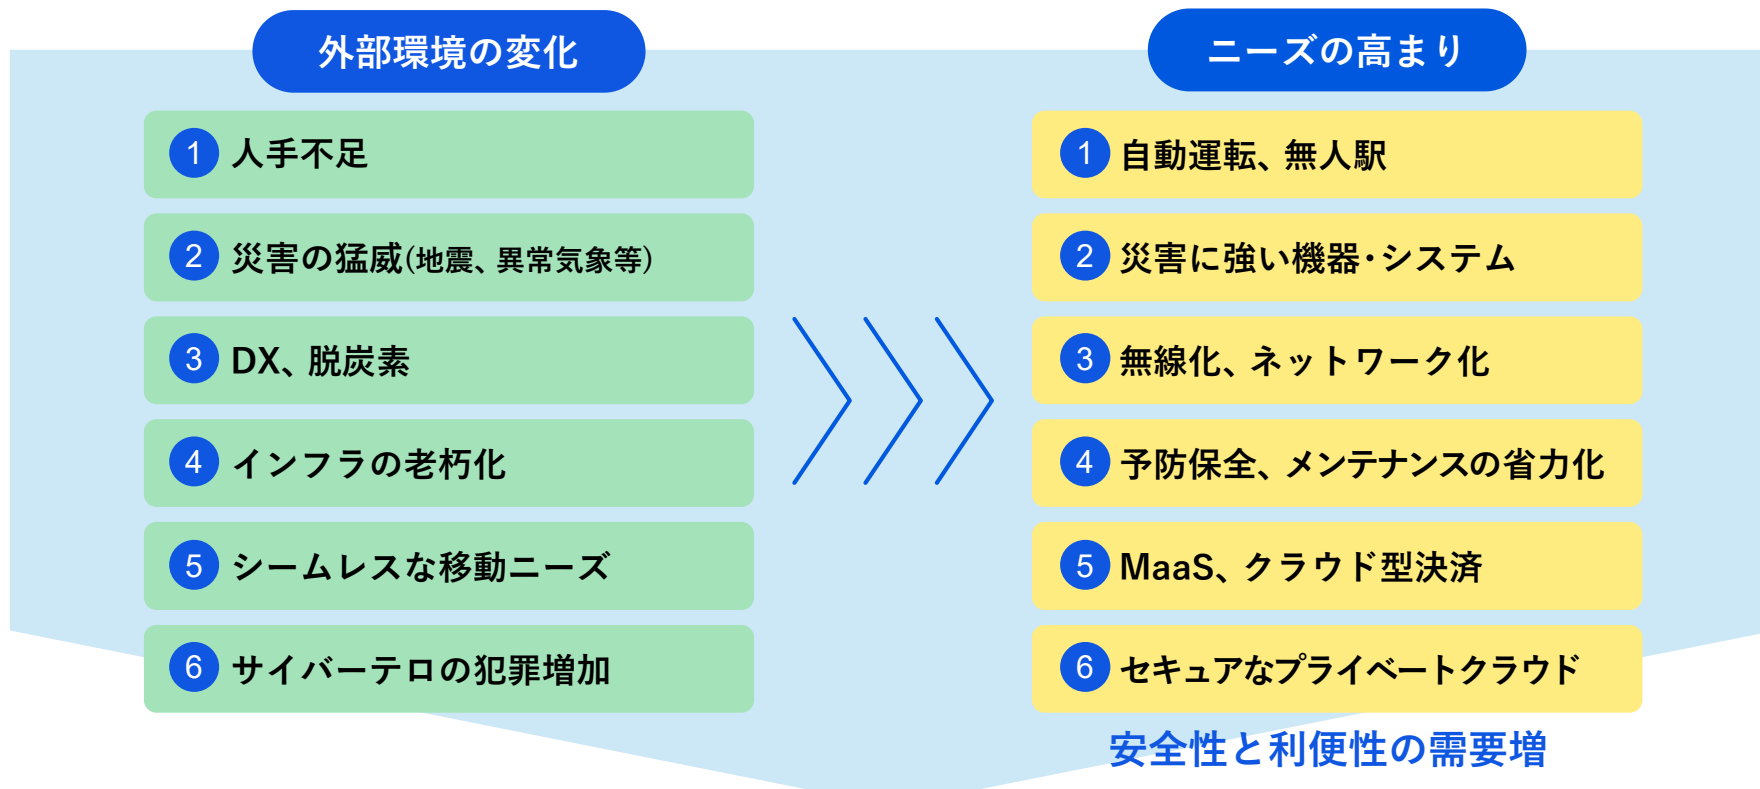 外部環境の変化
1 人手不足
2 災害の猛威(地震、異常気象等)
3 DX、脱炭素
4 インフラの老朽化
5 シームレスな移動ニーズ
6 サイバーテロの犯罪増加
ニーズの高まり
1 自動運転、無人駅
2 災害に強い機器・システム
3 無線化、ネットワーク化
4 予防保全、メンテナンスの省力化
5 MaaS、クラウド型決済
6 セキュアなプライベートクラウド
安全性と利便性の需要増